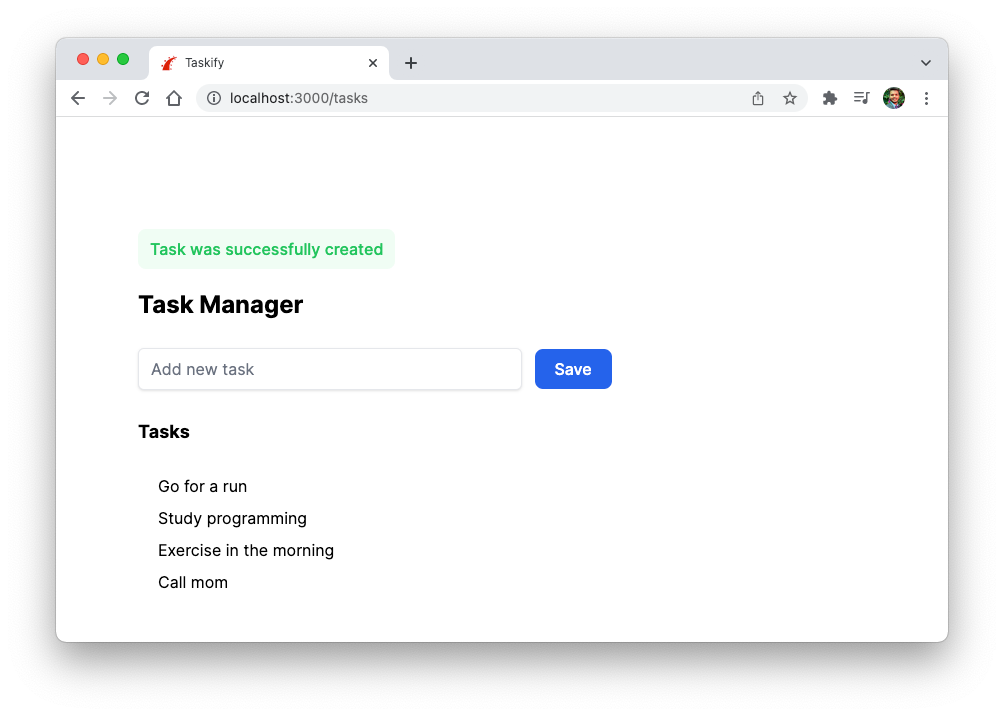 Taskify
localhost:3000/tasks
Task was successfully created
Task Manager
Add new task
Save
Tasks
Go for a run
Study programming
Exercise in the morning
Call mom